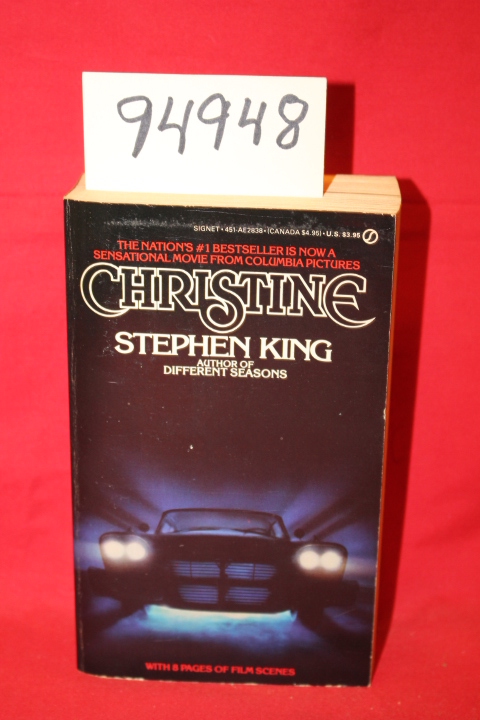 94948
SIGNET • 451-AE2838 • (CANADA $4.95) • U.S. $3.95
THE NATION'S #1 BESTSELLER IS NOW A
SENSATIONAL MOVIE FROM COLUMBIA PICTURES
CHRISTINE
STEPHEN KING
AUTHOR OF
DIFFERENT SEASONS
WITH 8 PAGES OF FILM SCENES